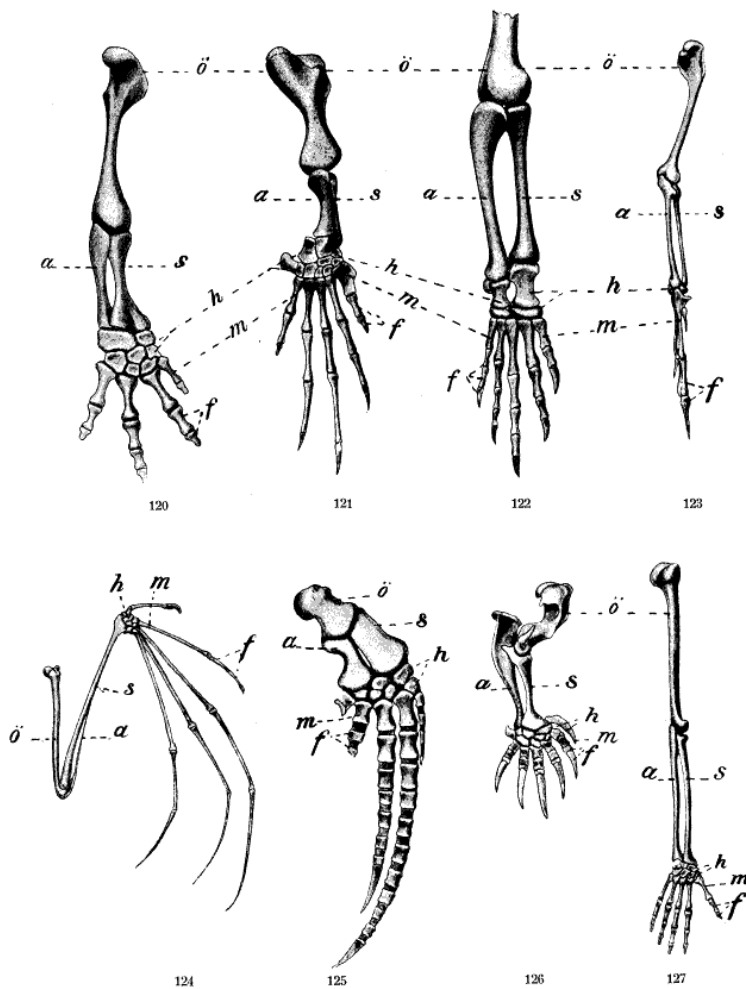 ö ö ö
a s a s a s a s
h h h
m m m
f f f f
120 121 122 123
h m ö ö
f a s h
s a s h
ö a m m
f f
a s
h
m
f
124 125 126 127